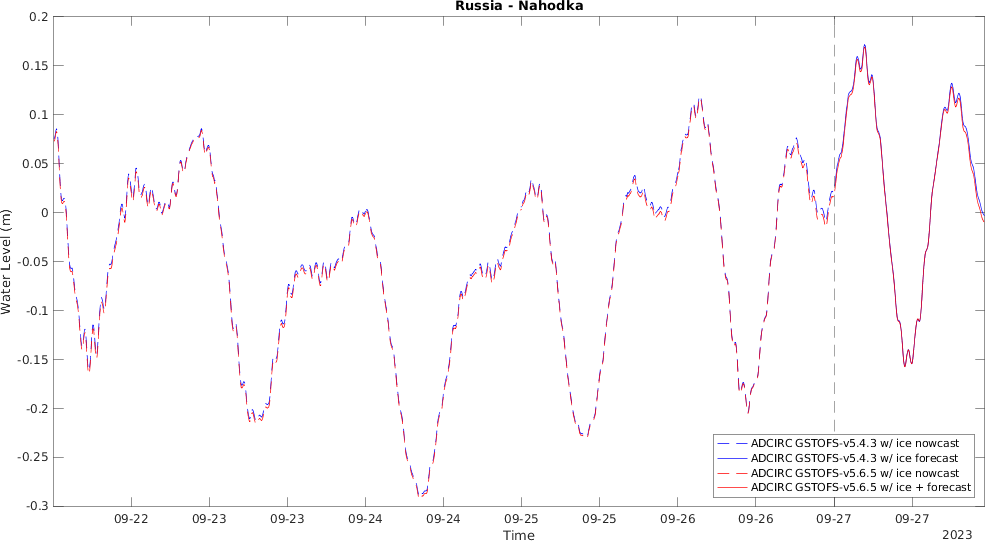 Russia - Nahodka
0.2
0.15
0.1
0.05
0
-0.05
-0.1
-0.15
-0.2
-0.25
-0.3
Water Level (m)
ADCIRC GSTOFS-v5.4.3 w/ ice nowcast
ADCIRC GSTOFS-v5.4.3 w/ ice forecast
ADCIRC GSTOFS-v5.6.5 w/ ice nowcast
ADCIRC GSTOFS-v5.6.5 w/ ice + forecast
09-22 09-23 09-23 09-24 09-24 09-25 09-25 09-26 09-26 09-27 09-27
Time
2023